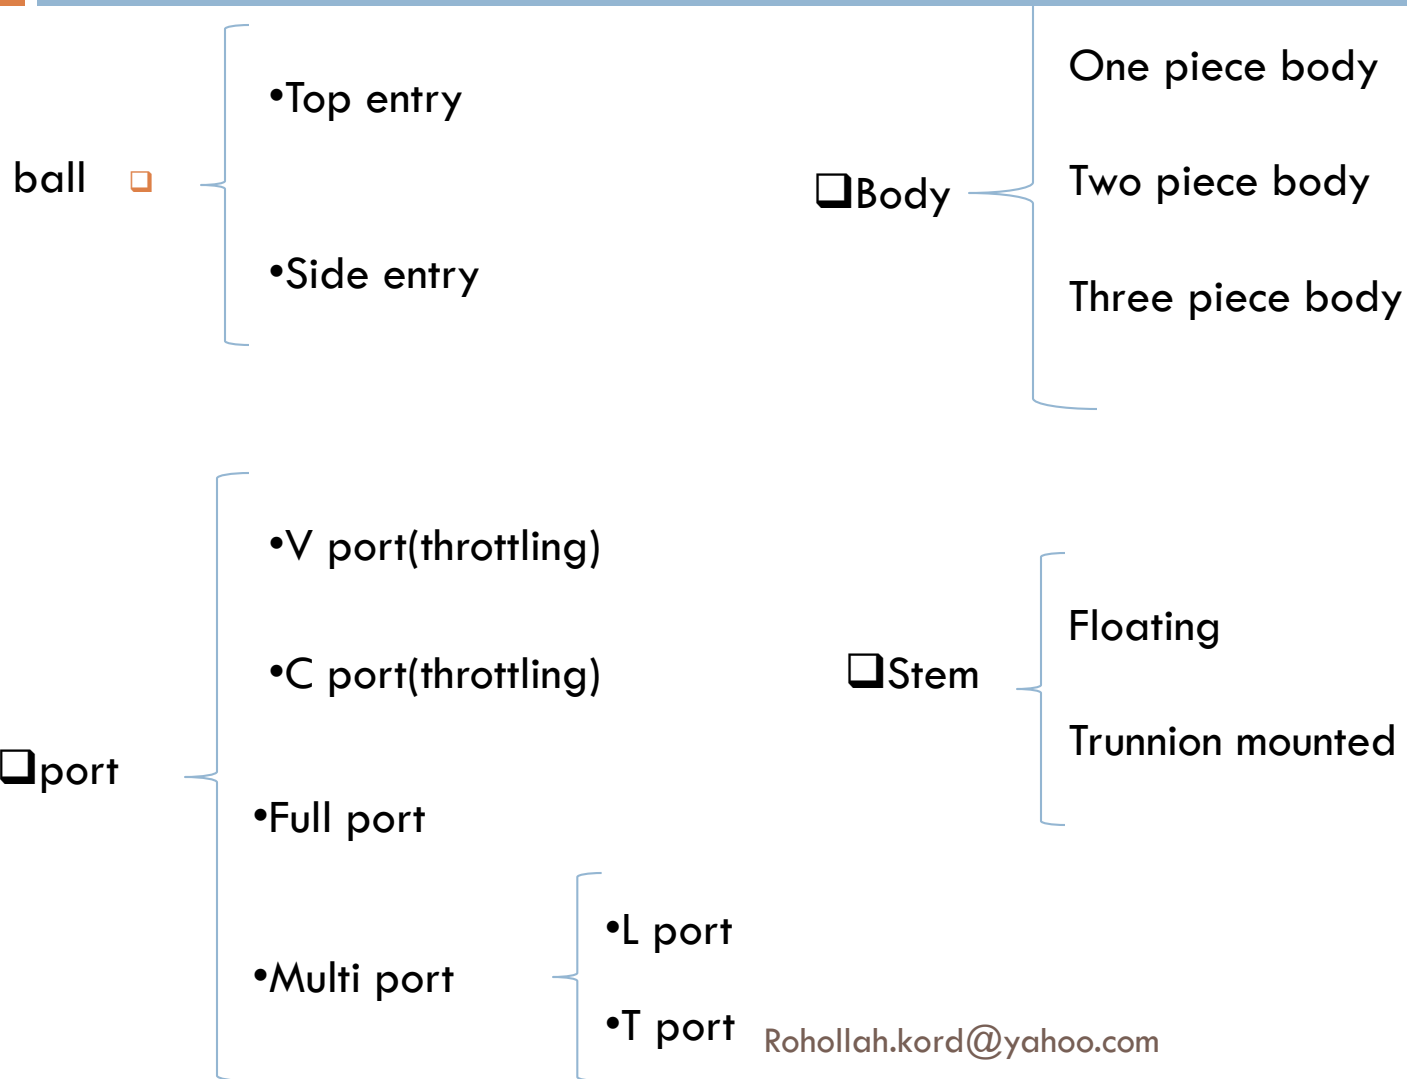 ball ❑
•Top entry
•Side entry
❑Body
One piece body
Two piece body
Three piece body
❑port
•V port(throttling)
•C port(throttling)
•Full port
•Multi port
•L port
•T port
❑Stem
Floating
Trunnion mounted
Rohollah.kord@yahoo.com